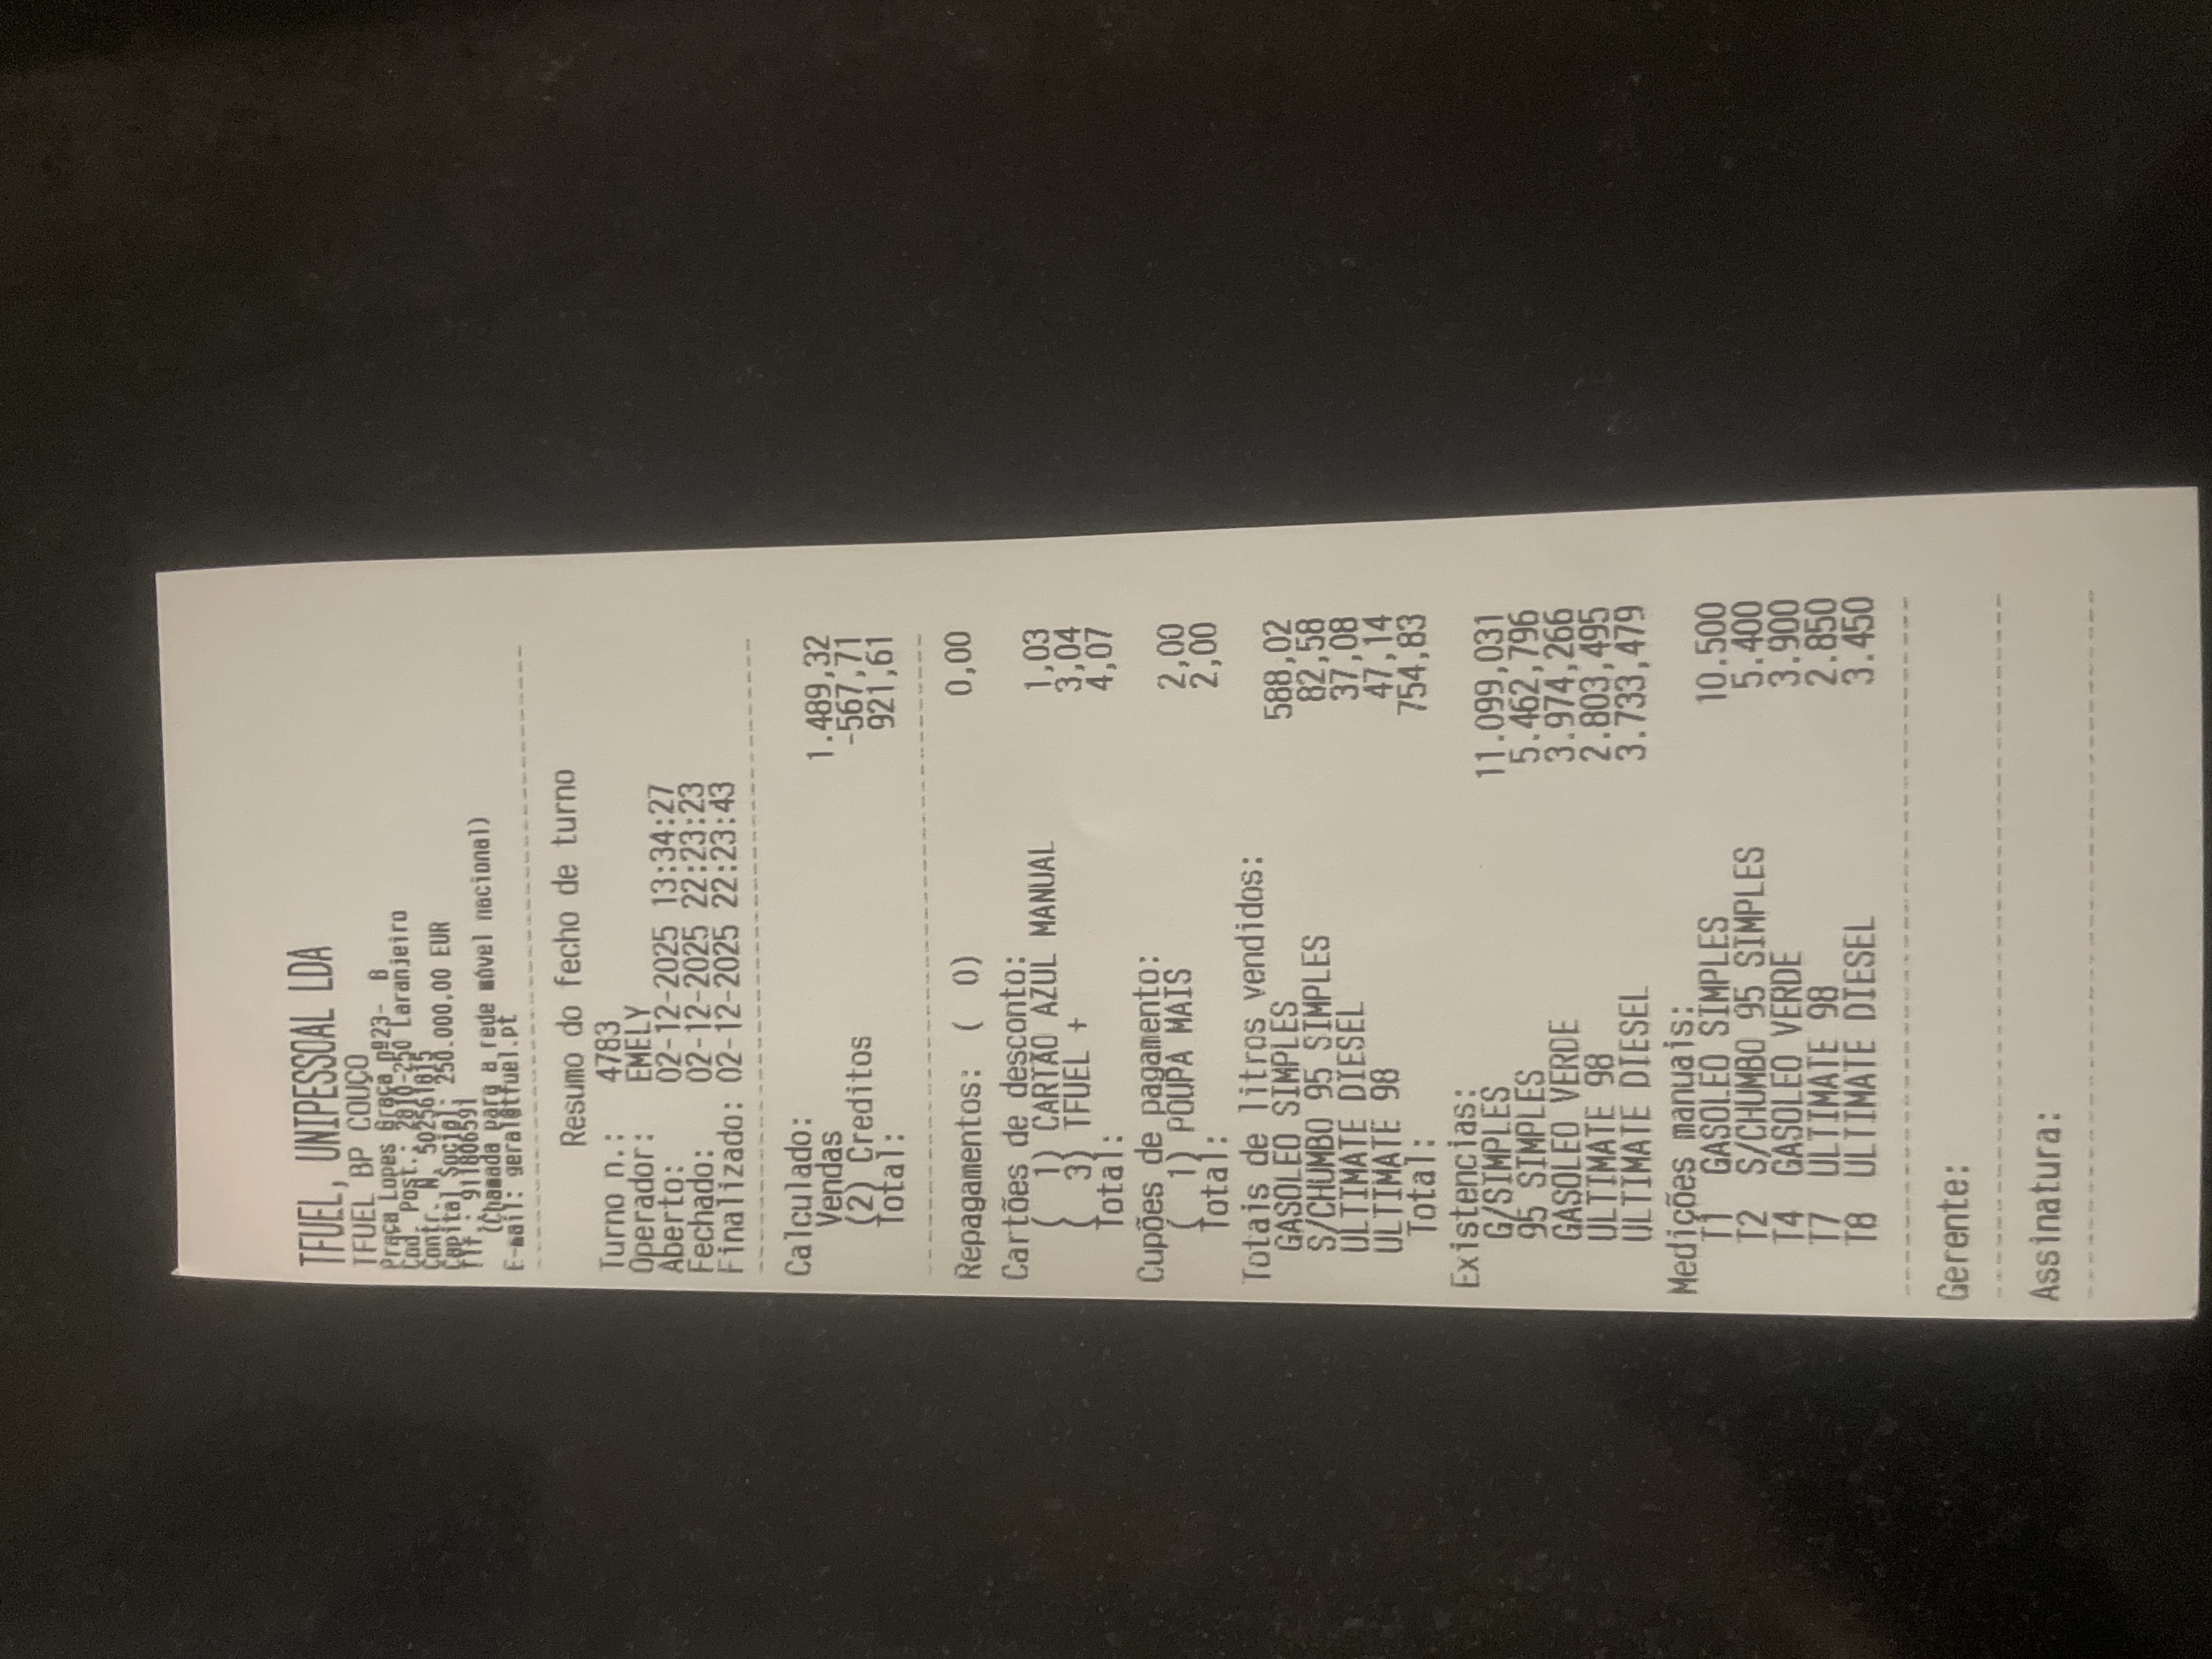 TFUEL, UNIPESSOAL LDA
TFUEL BP COUÇO
Praça Lopes Graça nº23- B
Cod. Post.: 2810-250 Laranjeiro
Contr. N. 502561815
Capital Social: 250.000,00 EUR
Tlf.: 911806591
(Chamada para a rede móvel nacional)
E-mail: geral@tfuel.pt
Resumo do fecho de turno
Turno n.: 4783
Operador: EMELY
Aberto: 02-12-2025 13:34:27
Fechado: 02-12-2025 22:23:23
Finalizado: 02-12-2025 22:23:43
Calculado:
Vendas 1.489,32
(2) Creditos -567,71
Total: 921,61
Repagamentos: ( 0) 0,00
Cartões de desconto:
( 1) CARTÃO AZUL MANUAL 1,03
( 3) TFUEL + 3,04
Total: 4,07
Cupões de pagamento:
( 1) POUPA MAIS 2,00
Total: 2,00
Totais de litros vendidos:
GASOLEO SIMPLES 588,02
S/CHUMBO 95 SIMPLES 82,58
ULTIMATE DIESEL 37,08
ULTIMATE 98 47,14
Total: 754,83
Existencias:
G/SIMPLES 11.099,031
95 SIMPLES 5.462,796
GASOLEO VERDE 3.974,266
ULTIMATE 98 2.803,495
ULTIMATE DIESEL 3.733,479
Medições manuais:
T1 GASOLEO SIMPLES 10.500
T2 S/CHUMBO 95 SIMPLES 5.400
T4 GASOLEO VERDE 3.900
T7 ULTIMATE 98 2.850
T8 ULTIMATE DIESEL 3.450
Gerente:
Assinatura: